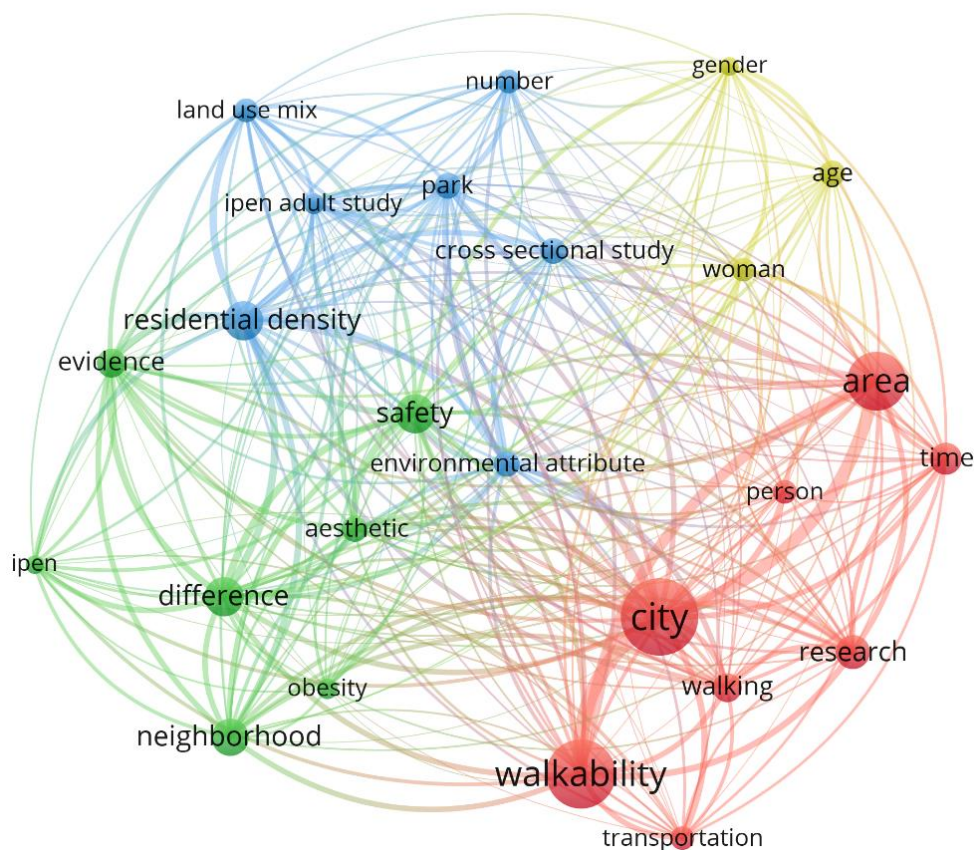 gender
number
land use mix
age
park
ipen adult study
cross sectional study
woman
residential density
evidence
area
safety
time
environmental attribute
person
aesthetic
ipen
difference
city
research
walking
obesity
neighborhood
walkability
transportation